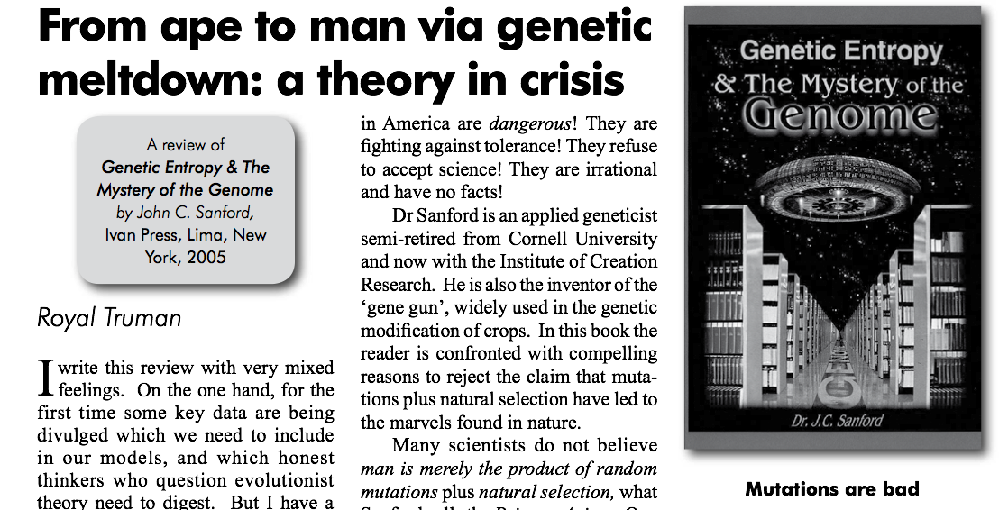 From ape to man via genetic
meltdown: a theory in crisis
A review of
Genetic Entropy & The
Mystery of the Genome
by John C. Sanford,
Ivan Press, Lima, New
York, 2005
Royal Truman
I write this review with very mixed
feelings. On the one hand, for the
first time some key data are being
divulged which we need to include
in our models, and which honest
thinkers who question evolutionist
theory need to digest. But I have a
in America are dangerous! They are
fighting against tolerance! They refuse
to accept science! They are irrational
and have no facts!
Dr Sanford is an applied geneticist
semi-retired from Cornell University
and now with the Institute of Creation
Research. He is also the inventor of the
‘gene gun’, widely used in the genetic
modification of crops. In this book the
reader is confronted with compelling
reasons to reject the claim that muta-
tions plus natural selection have led to
the marvels found in nature.
Many scientists do not believe
man is merely the product of random
mutations plus natural selection, what
Genetic Entropy
& The Mystery of the
Genome
Dr. J.C. Sanford
Mutations are bad